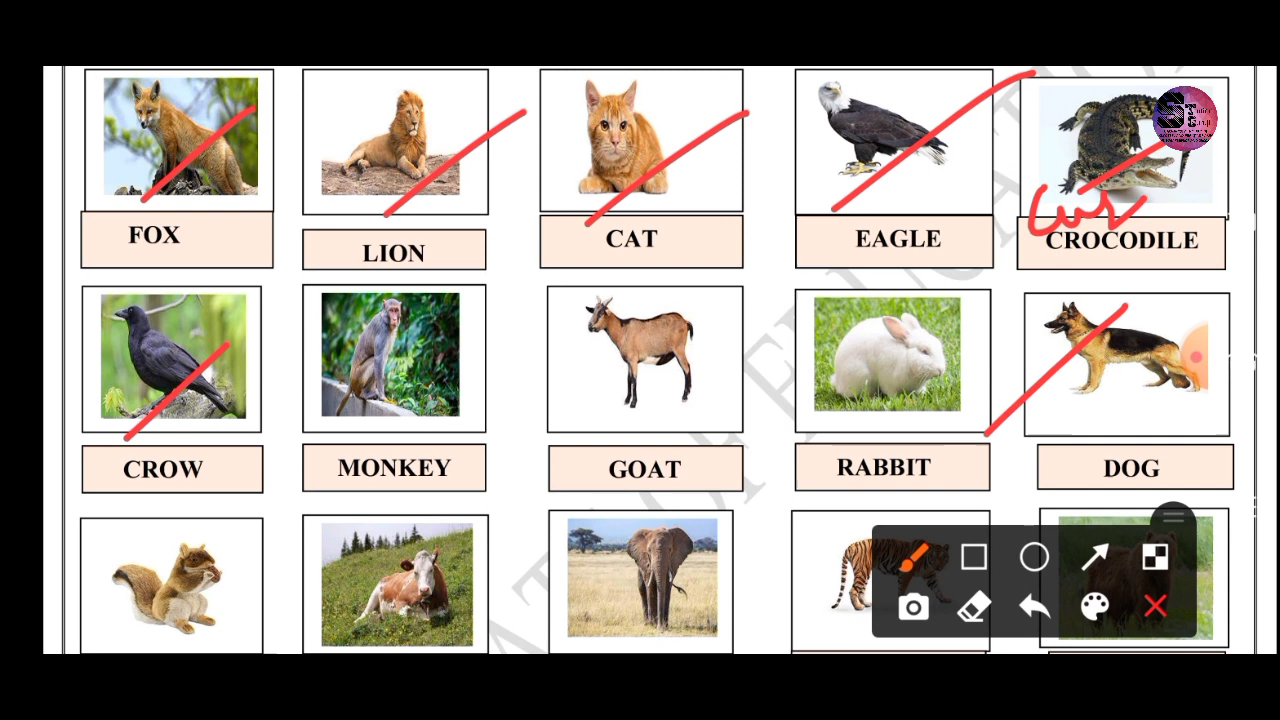 FOX
LION
CAT
EAGLE
CROCODILE
CROW
MONKEY
GOAT
RABBIT
DOG